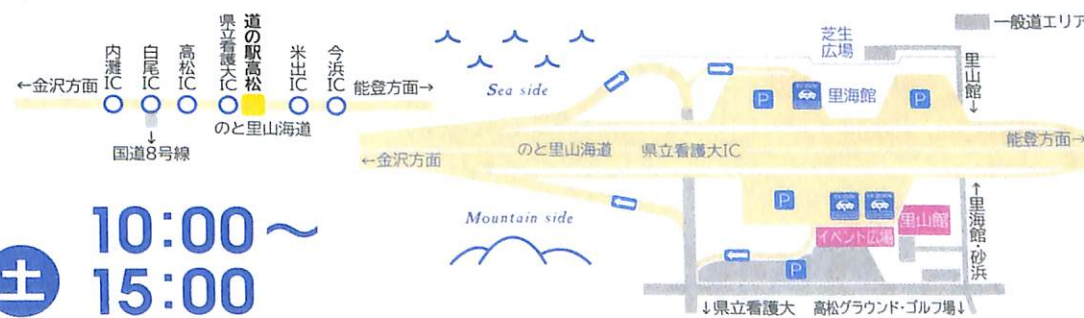 ←金沢方面
内灘IC
白尾IC
高松IC
県立看護大IC
道の駅高松
米出IC
今浜IC
能登方面→
のと里山海道
↓
国道8号線
Sea side
芝生
広場
一般道エリア
P
里海館
P
里山館→
←金沢方面
のと里山海道
県立看護大IC
能登方面→
Mountain side
P
イベント広場
里山館
←里海館・砂浜
P
↓県立看護大
高松グラウンド・ゴルフ場↓
土
10:00～
15:00